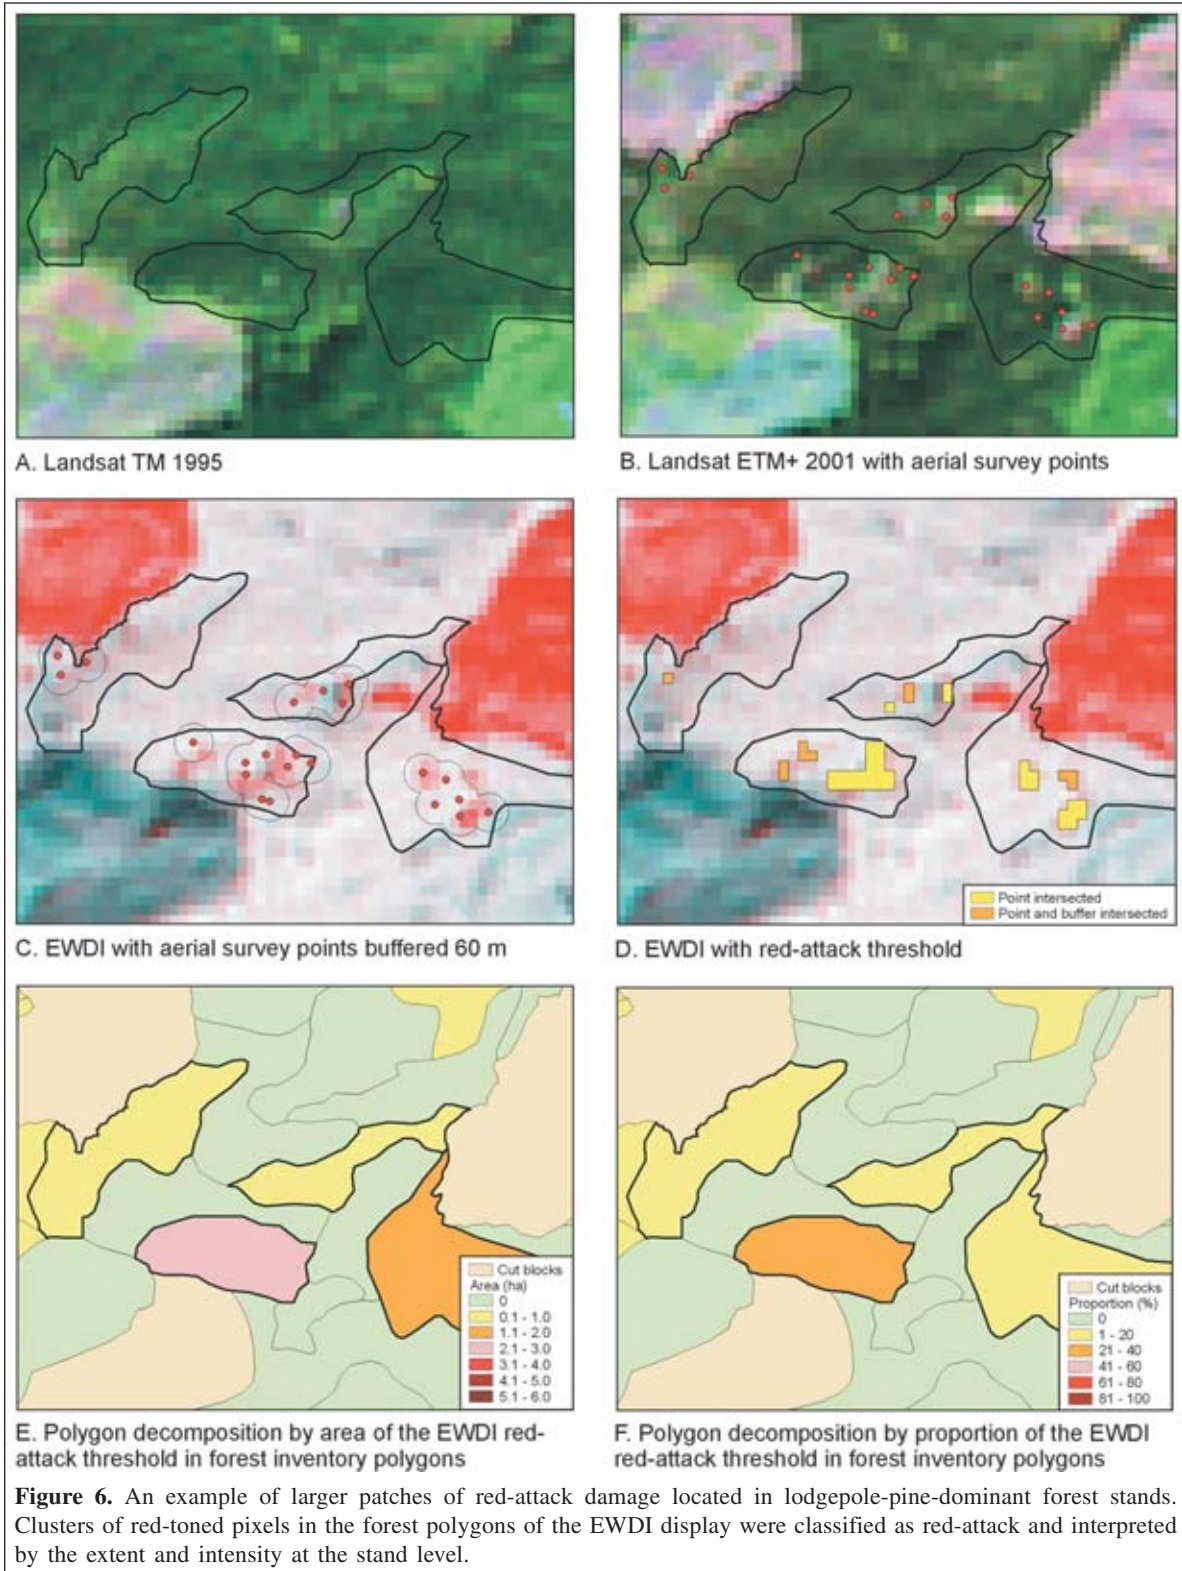 A. Landsat TM 1995
B. Landsat ETM+ 2001 with aerial survey points
C. EWDI with aerial survey points buffered 60 m
Point intersected
Point and buffer intersected
D. EWDI with red-attack threshold
Cut blocks
Area (ha)
0
0.1 - 1.0
1.1 - 2.0
2.1 - 3.0
3.1 - 4.0
4.1 - 5.0
5.1 - 6.0
E. Polygon decomposition by area of the EWDI red-
attack threshold in forest inventory polygons
Cut blocks
Proportion (%)
0
1 - 20
21 - 40
41 - 60
61 - 80
81 - 100
F. Polygon decomposition by proportion of the EWDI
red-attack threshold in forest inventory polygons
Figure 6. An example of larger patches of red-attack damage located in lodgepole-pine-dominant forest stands.
Clusters of red-toned pixels in the forest polygons of the EWDI display were classified as red-attack and interpreted
by the extent and intensity at the stand level.